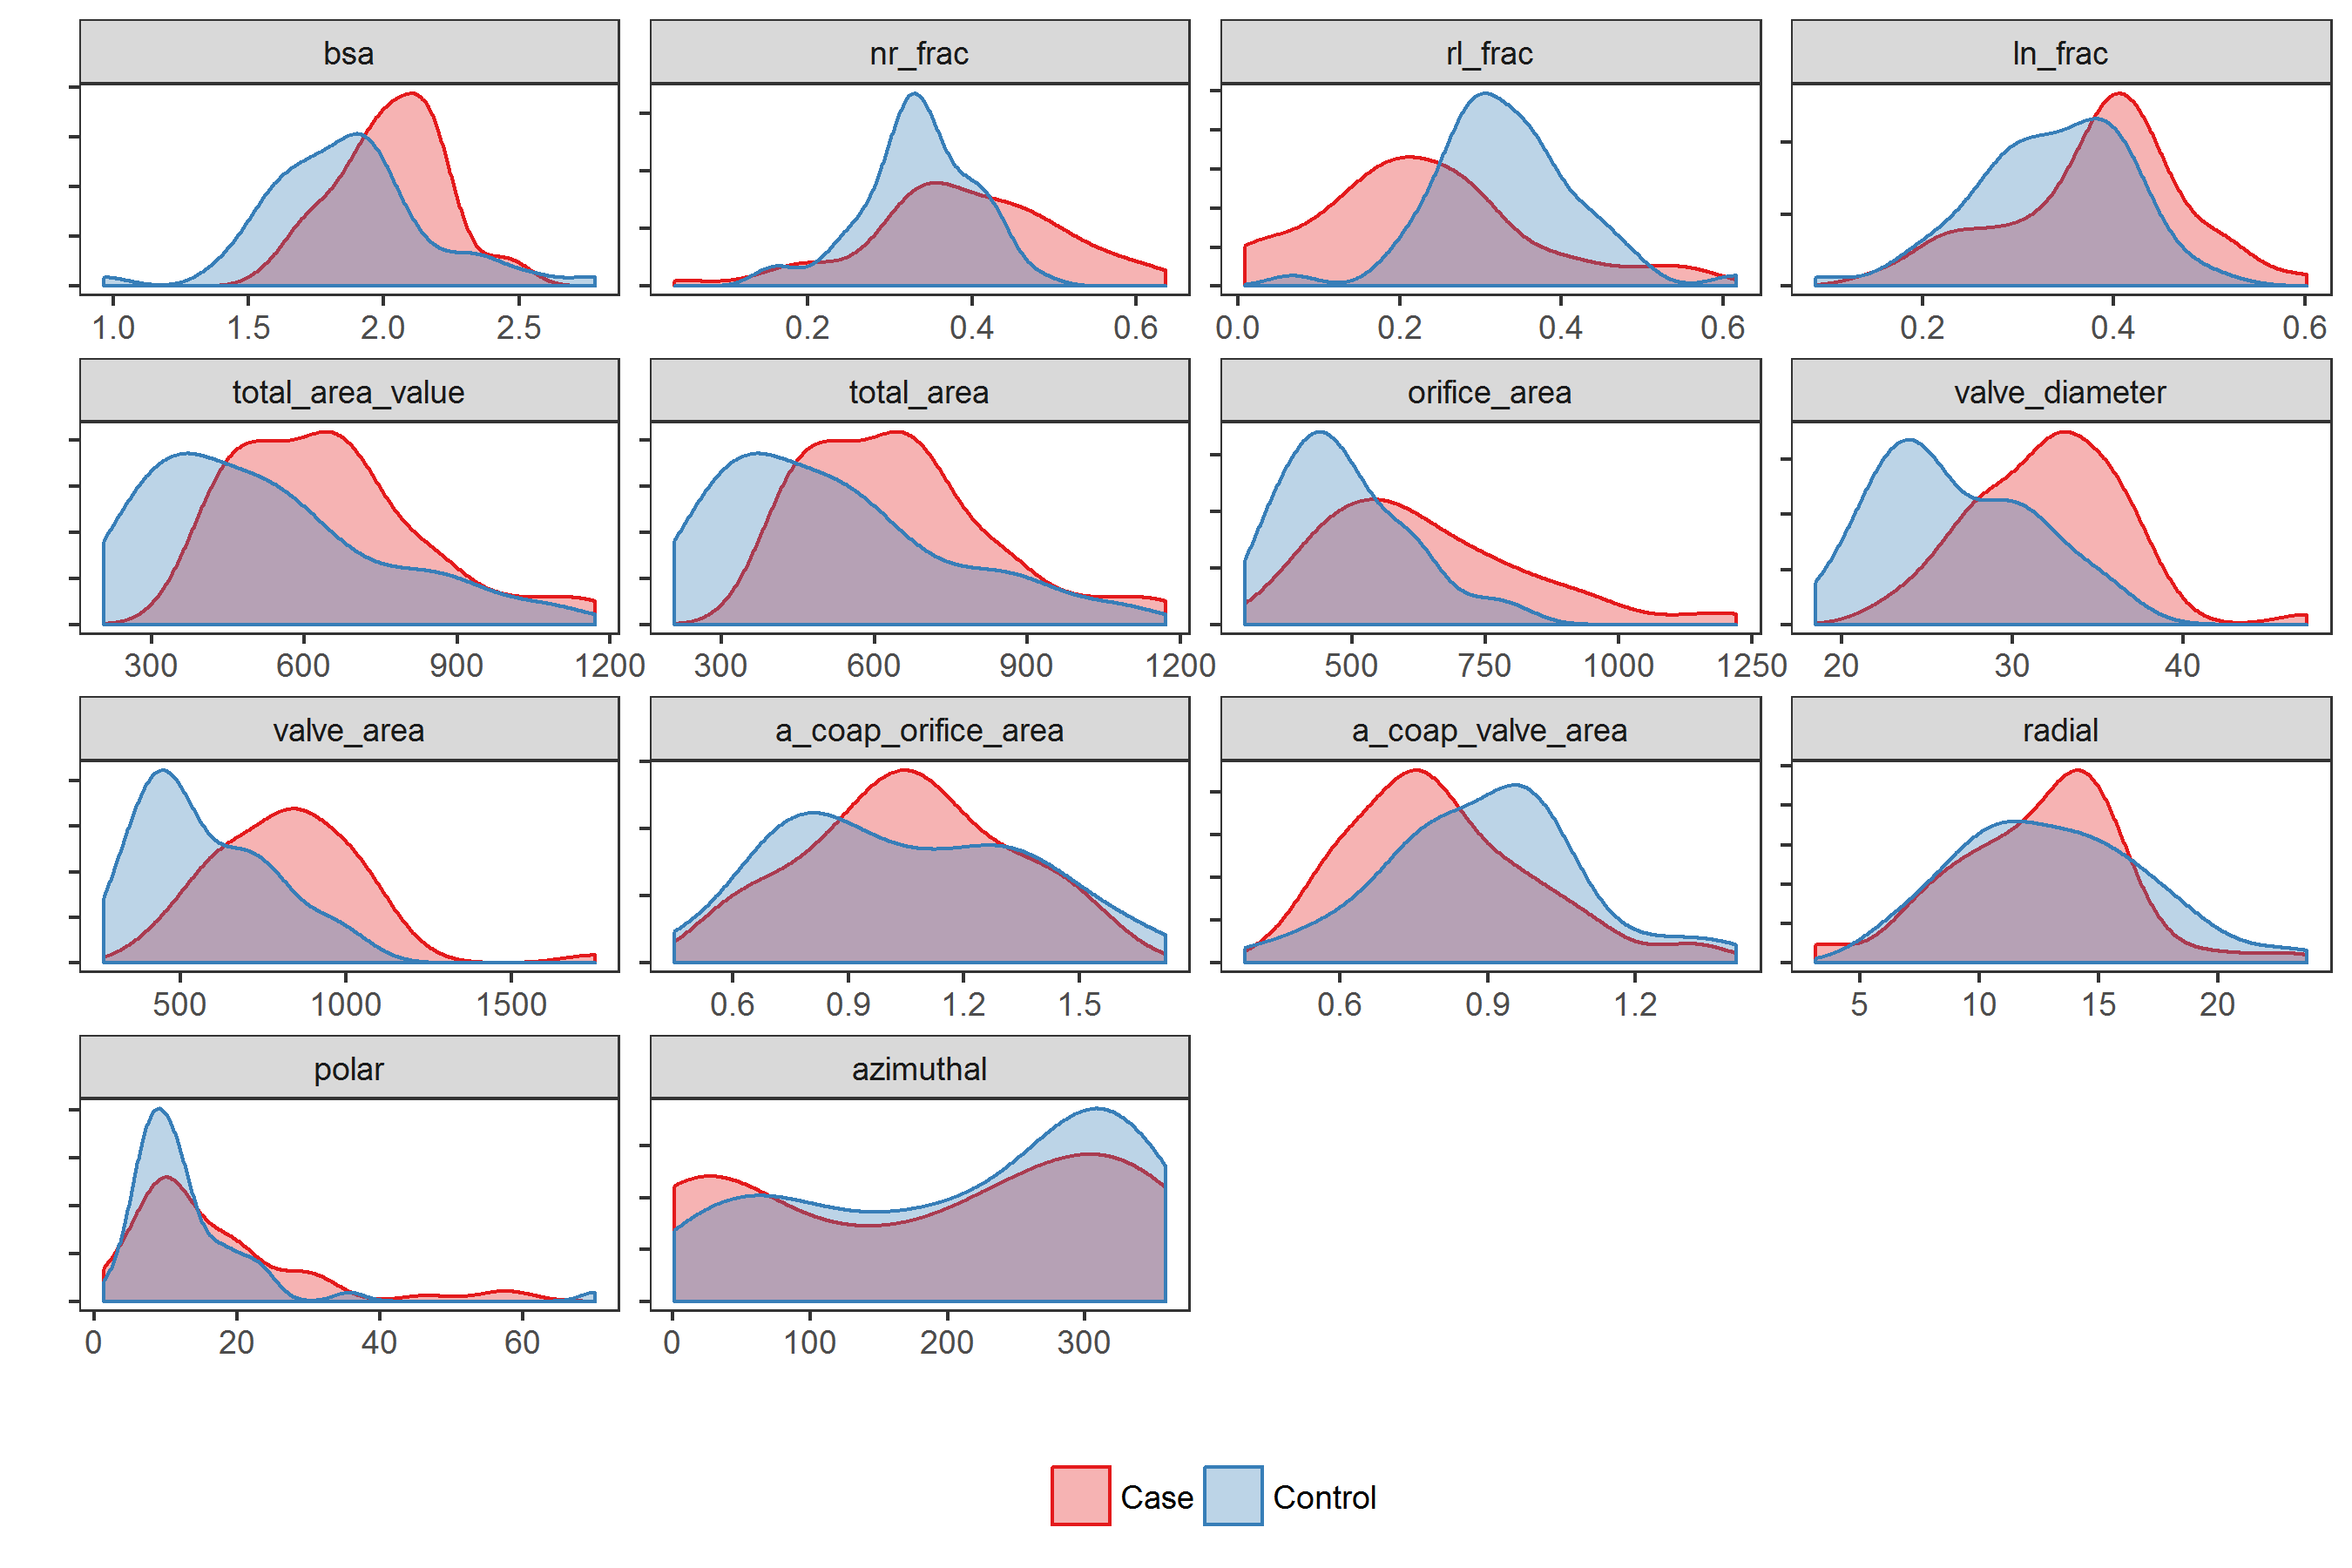 bsa nr_frac rl_frac ln_frac
1.0 1.5 2.0 2.5 0.2 0.4 0.6 0.0 0.2 0.4 0.6 0.2 0.4 0.6
total_area_value total_area orifice_area valve_diameter
300 600 900 1200 300 600 900 1200 500 750 1000 1250 20 30 40
valve_area a_coap_orifice_area a_coap_valve_area radial
500 1000 1500 0.6 0.9 1.2 1.5 0.6 0.9 1.2 5 10 15 20
polar azimuthal
0 20 40 60 0 100 200 300
Case Control